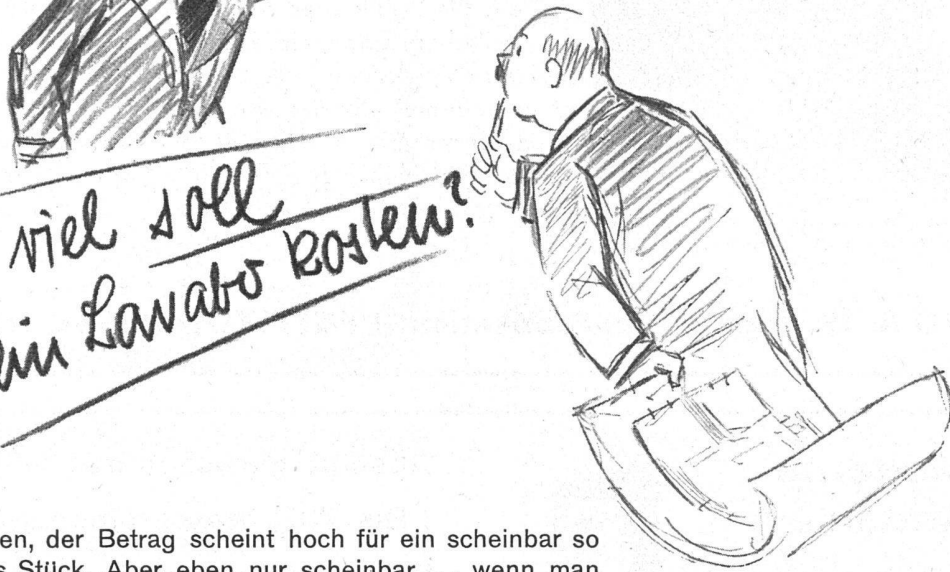 viel soll
ein Lavabo kosten?
en, der Betrag scheint hoch für ein scheinbar so
s Stück. Aber eben nur scheinbar ... wenn man